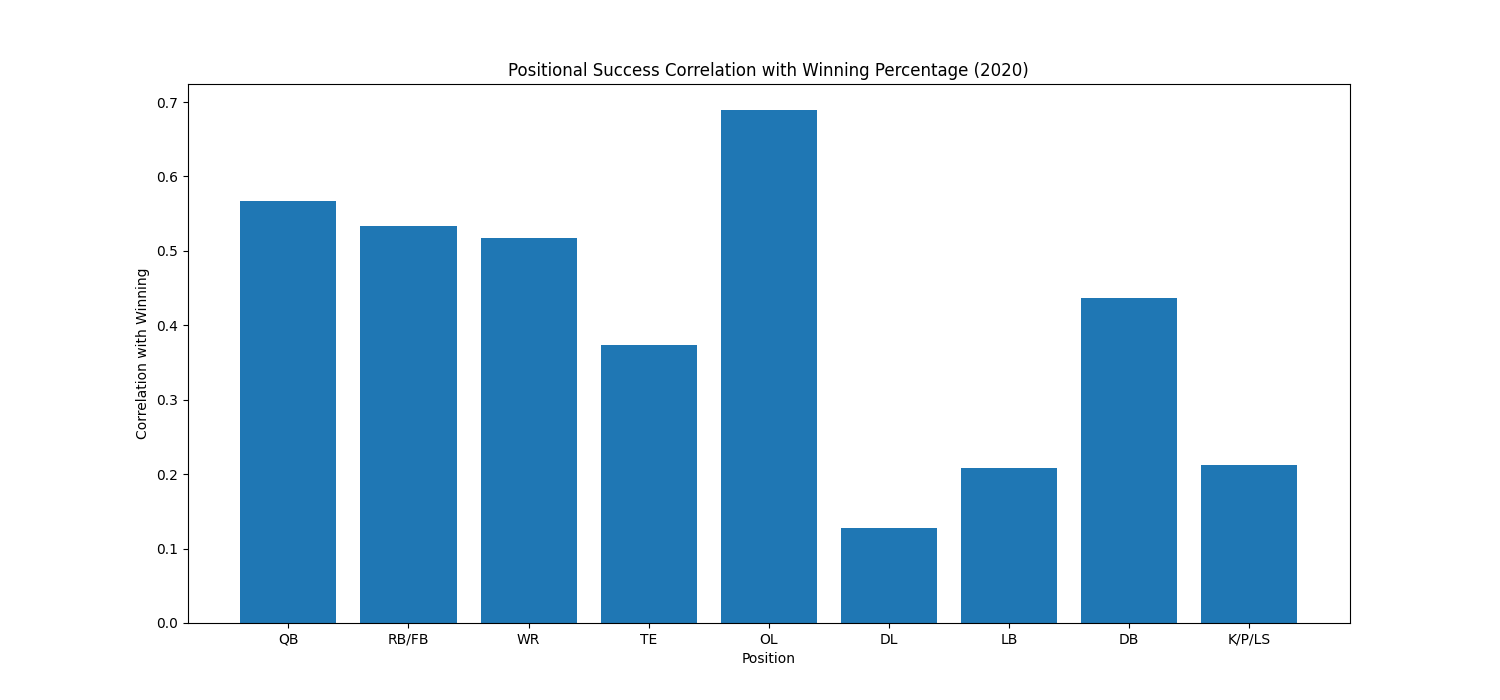 Positional Success Correlation with Winning Percentage (2020)
Correlation with Winning
0.7
0.6
0.5
0.4
0.3
0.2
0.1
0.0
QB RB/FB WR TE OL DL LB DB K/P/LS
Position